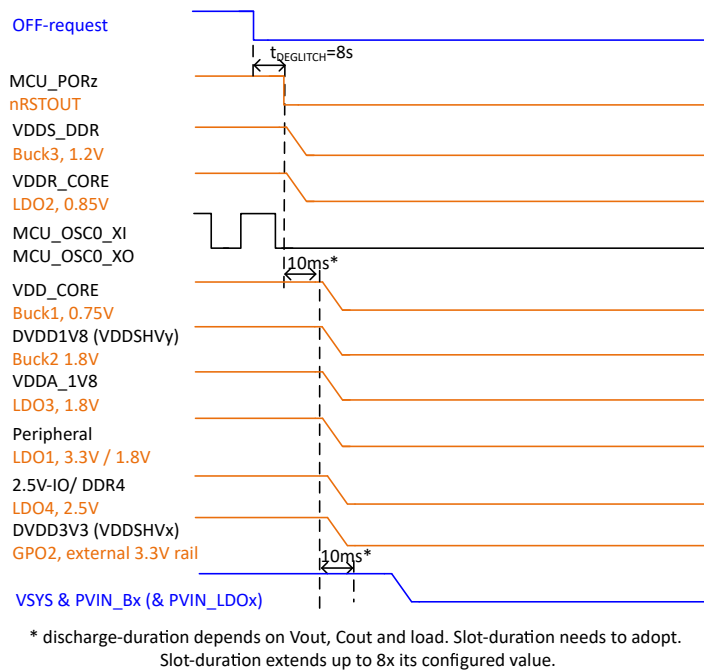 OFF-request
tDEGLITCH=8s
MCU_PORz
nRSTOUT
VDDS_DDR
Buck3, 1.2V
VDDR_CORE
LDO2, 0.85V
MCU_OSC0_XI
MCU_OSC0_XO
10ms*
VDD_CORE
Buck1, 0.75V
DVDD1V8 (VDDSHVy)
Buck2 1.8V
VDDA_1V8
LDO3, 1.8V
Peripheral
LDO1, 3.3V / 1.8V
2.5V-IO/ DDR4
LDO4, 2.5V
DVDD3V3 (VDDSHVx)
GPO2, external 3.3V rail
10ms*
VSYS & PVIN_Bx (& PVIN_LDOx)
* discharge-duration depends on Vout, Cout and load. Slot-duration needs to adopt.
Slot-duration extends up to 8x its configured value.